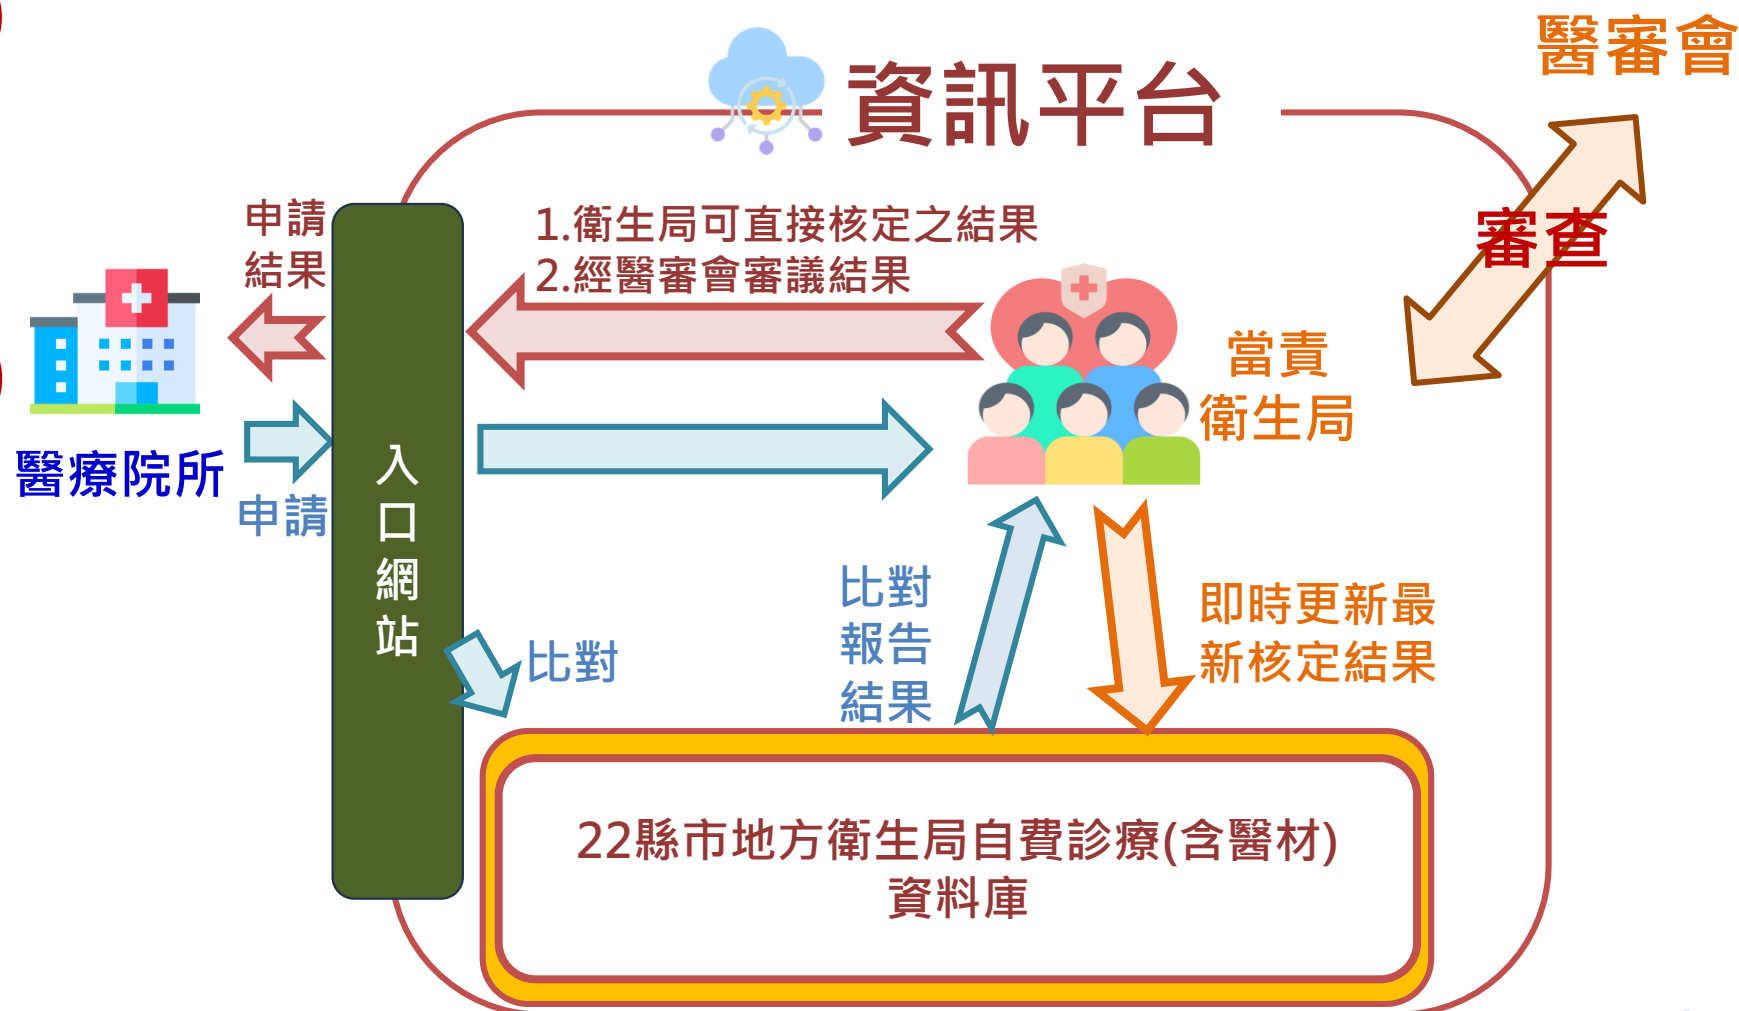 醫審會
資訊平台
審查
申請
結果
1.衛生局可直接核定之結果
2.經醫審會審議結果
當責
衛生局
醫療院所
申請
入
口
網
站
比對
比對
報告
結果
即時更新最
新核定結果
22縣市地方衛生局自費診療(含醫材)
資料庫